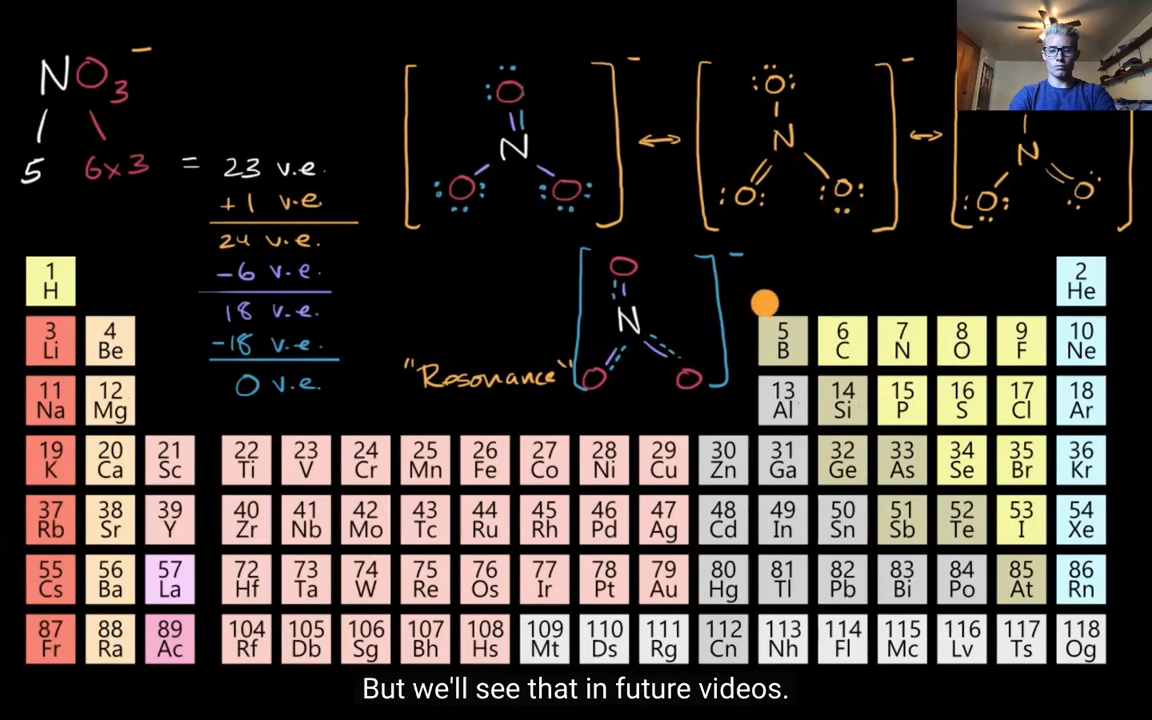 NO3-
5 6x3 = 23 v.e.
+1 v.e.
24 v.e.
-6 v.e.
18 v.e.
-18 v.e.
0 v.e.
[:O: N :O: :O:]- ↔ [:O: N :O: :O:]- ↔ [N :O: O:]
"Resonance" [O N O O]-
1 H 2 He
3 Li 4 Be 5 B 6 C 7 N 8 O 9 F 10 Ne
11 Na 12 Mg 13 Al 14 Si 15 P 16 S 17 Cl 18 Ar
19 K 20 Ca 21 Sc 22 Ti 23 V 24 Cr 25 Mn 26 Fe 27 Co 28 Ni 29 Cu 30 Zn 31 Ga 32 Ge 33 As 34 Se 35 Br 36 Kr
37 Rb 38 Sr 39 Y 40 Zr 41 Nb 42 Mo 43 Tc 44 Ru 45 Rh 46 Pd 47 Ag 48 Cd 49 In 50 Sn 51 Sb 52 Te 53 I 54 Xe
55 Cs 56 Ba 57 La 72 Hf 73 Ta 74 W 75 Re 76 Os 77 Ir 78 Pt 79 Au 80 Hg 81 Tl 82 Pb 83 Bi 84 Po 85 At 86 Rn
87 Fr 88 Ra 89 Ac 104 Rf 105 Db 106 Sg 107 Bh 108 Hs 109 Mt 110 Ds 111 Rg 112 Cn 113 Nh 114 Fl 115 Mc 116 Lv 117 Ts 118 Og
But we'll see that in future videos.